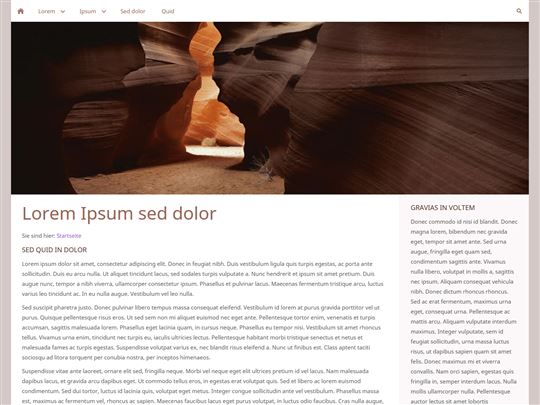 Lorem Ipsum Sed dolor Quid
Lorem Ipsum sed dolor
Sie sind hier: Startseite
SED QUID IN DOLOR
Lorem ipsum dolor sit amet, consectetur adipiscing elit. Donec in feugiat nibh. Duis vestibulum ligula quis turpis egestas, ac porta ante
sollicitudin. Duis eu arcu nulla. Ut aliquet tincidunt lacus, sed sodales turpis vulputate a. Nunc hendrerit et ipsum sit amet pretium. Duis
augue nunc, tempor a nibh viverra, ullamcorper consectetur ipsum. Phasellus et pulvinar lacus. Maecenas fermentum tristique arcu, luctus
varius leo tincidunt ac. In eu nulla augue. Vestibulum vel leo nulla.
Sed suscipit pharetra justo. Donec pulvinar libero tempus massa consequat eleifend. Vestibulum id lorem at purus gravida porttitor vel ut
purus. Quisque pellentesque risus eros. Ut sed sem non mi aliquet euismod nec eget ante. Pellentesque tortor enim, venenatis et turpis
accumsan, sagittis malesuada lorem. Phasellus eget lacinia quam, in cursus neque. Phasellus eu tempor nisi. Vestibulum sit amet rhoncus
tellus. Vivamus urna enim, tincidunt nec turpis eu, iaculis ultricies lectus. Pellentesque habitant morbi tristique senectus et netus et
malesuada fames ac turpis egestas. Suspendisse volutpat varius ex, nec blandit risus eleifend a. Nunc ut finibus est. Class aptent taciti
sociosqu ad litora torquent per conubia nostra, per inceptos himenaeos.
Suspendisse vitae ante laoreet, ornare elit sed, fringilla neque. Morbi vel neque eget elit ultricies pretium id vel lacus. Nam malesuada
dapibus lacus, et gravida arcu dapibus eget. Ut commodo tellus eros, in egestas erat volutpat quis. Sed et libero ac lorem euismod
condimentum. Sed dui tortor, luctus id mauris quis, volutpat eget metus. Integer congue sollicitudin ante vel vestibulum. Phasellus massa
est, maximus ac fermentum vel, rhoncus ac sapien. Maecenas faucibus lacus eget purus volutpat, in luctus odio faucibus. Cras nulla augue,
GRAVIAS IN VOLTEM
Donec commodo id nisi id blandit. Donec
magna lorem, bibendum nec gravida
eget, tempor sit amet ante. Sed urna
augue, fringilla eget quam sed,
condimentum sagittis ante. Vivamus
nulla libero, volutpat in mollis a, sagittis
nec ipsum. Aliquam consequat vehicula
nibh. Donec dictum rhoncus rhoncus.
Sed ac erat fermentum, maximus urna
eget, consequat urna. Pellentesque ac
mattis arcu. Aliquam vulputate interdum
maximus. Integer vulputate, sem id
feugiat sollicitudin, urna massa luctus
risus, ut dapibus sapien quam sit amet
felis. Donec maximus mi et viverra
convallis. Nam orci sapien, egestas quis
fringilla in, semper interdum lacus. Nulla
mollis ullamcorper nulla. Pellentesque
auctor lectus sit amet lobortis